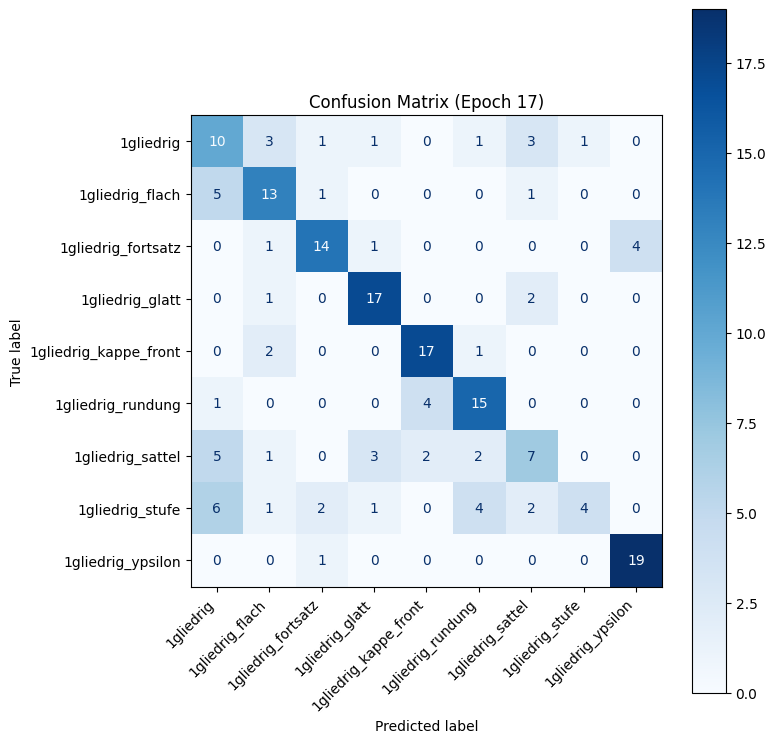 Confusion Matrix (Epoch 17)
True label
1gliedrig 10 3 1 1 0 1 3 1 0
1gliedrig_flach 5 13 1 0 0 0 1 0 0
1gliedrig_fortsatz 0 1 14 1 0 0 0 0 4
1gliedrig_glatt 0 1 0 17 0 0 2 0 0
1gliedrig_kappe_front 0 2 0 0 17 1 0 0 0
1gliedrig_rundung 1 0 0 0 4 15 0 0 0
1gliedrig_sattel 5 1 0 3 2 2 7 0 0
1gliedrig_stufe 6 1 2 1 0 4 2 4 0
1gliedrig_ypsilon 0 0 1 0 0 0 0 0 19
1gliedrig
1gliedrig_flach
1gliedrig_fortsatz
1gliedrig_glatt
1gliedrig_kappe_front
1gliedrig_rundung
1gliedrig_sattel
1gliedrig_stufe
1gliedrig_ypsilon
Predicted label
17.5
15.0
12.5
10.0
7.5
5.0
2.5
0.0